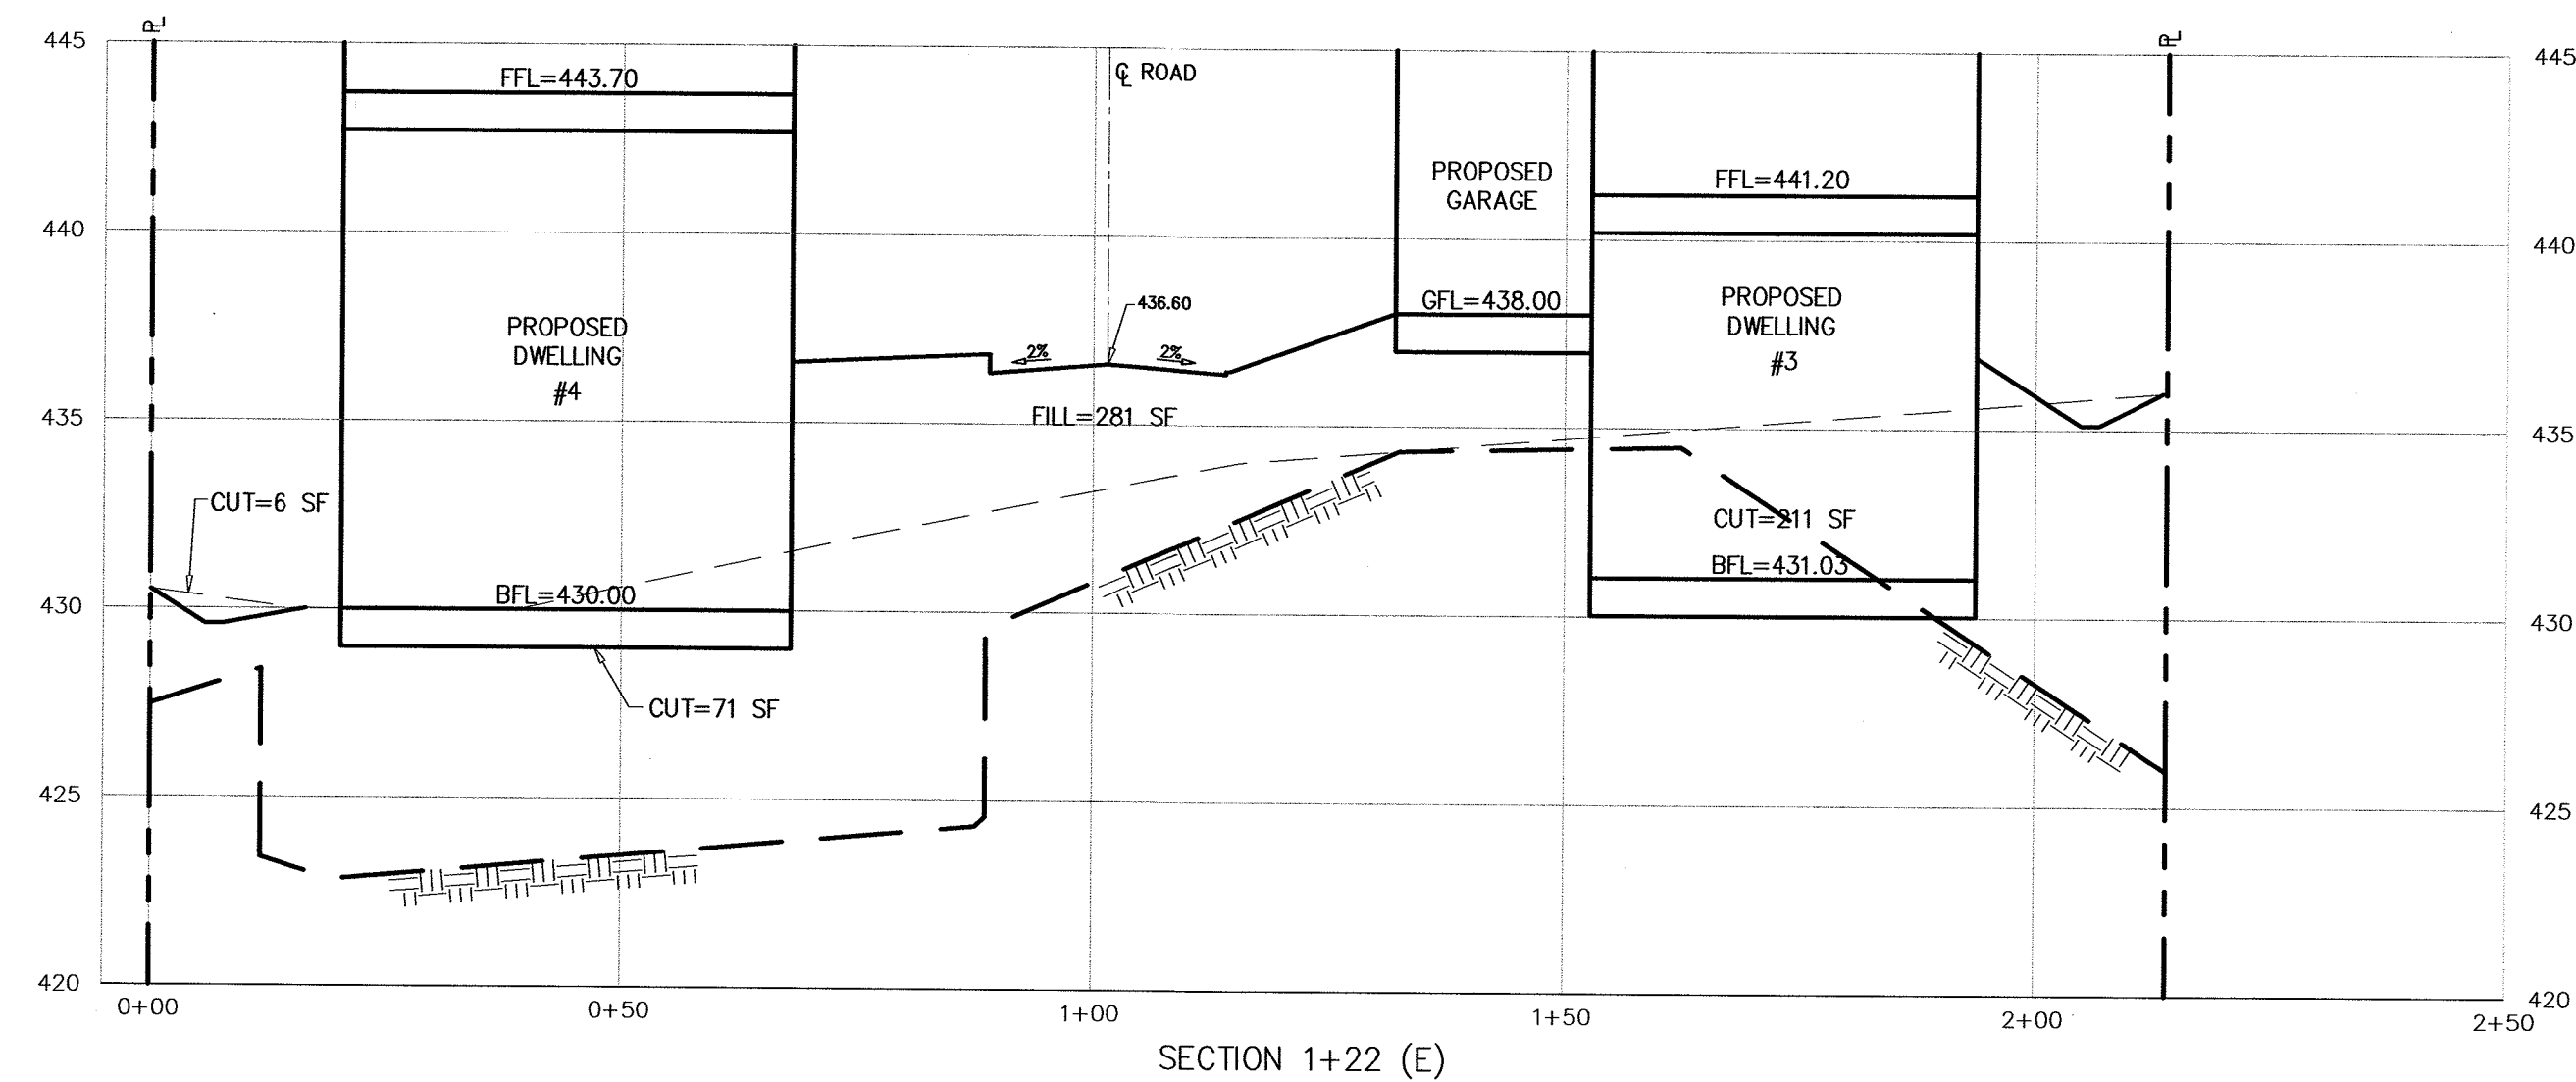 PL
PL
445
445
FFL=443.70
CL ROAD
PROPOSED
GARAGE
FFL=441.20
440
440
PROPOSED
DWELLING
#4
2%
436.60
2%
GFL=438.00
PROPOSED
DWELLING
#3
435
FILL=281 SF
435
CUT=6 SF
CUT=211 SF
430
BFL=430.00
BFL=431.03
430
CUT=71 SF
425
425
420
420
0+00
0+50
1+00
1+50
2+00
2+50
SECTION 1+22 (E)